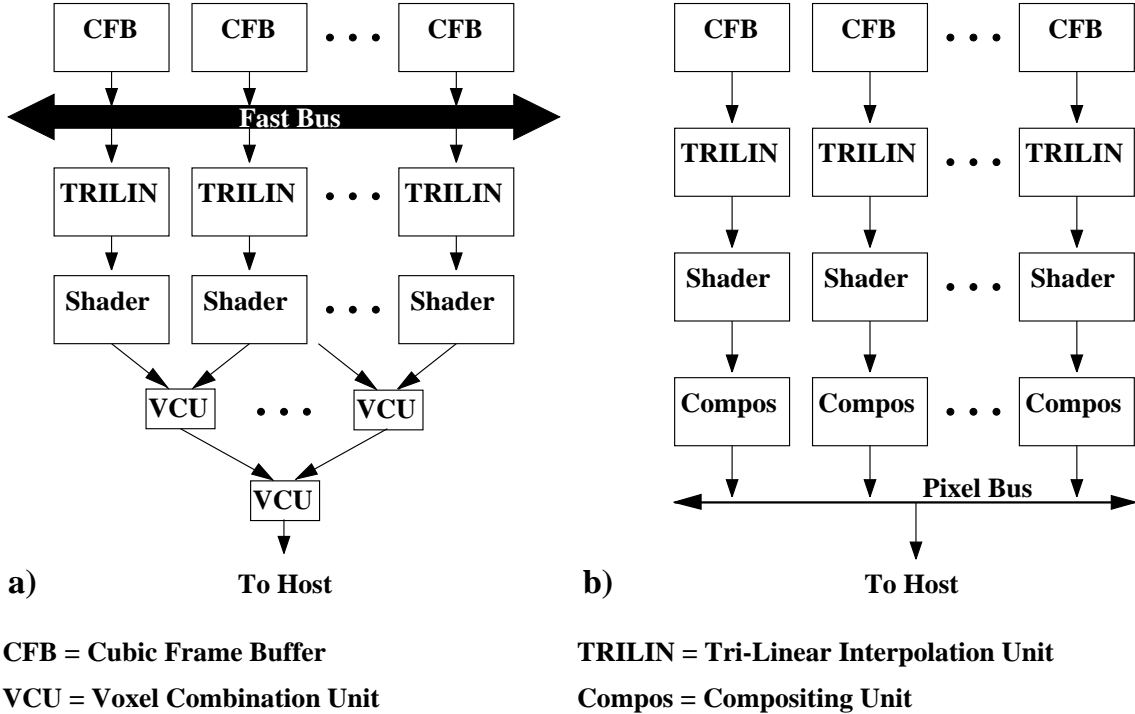 CFB CFB • • • CFB
Fast Bus
TRILIN TRILIN • • • TRILIN
Shader Shader • • • Shader
VCU • • • VCU
VCU
To Host
a)
CFB CFB • • • CFB
TRILIN TRILIN • • • TRILIN
Shader Shader • • • Shader
Compos Compos • • • Compos
Pixel Bus
To Host
b)
CFB = Cubic Frame Buffer
TRILIN = Tri-Linear Interpolation Unit
VCU = Voxel Combination Unit
Compos = Compositing Unit